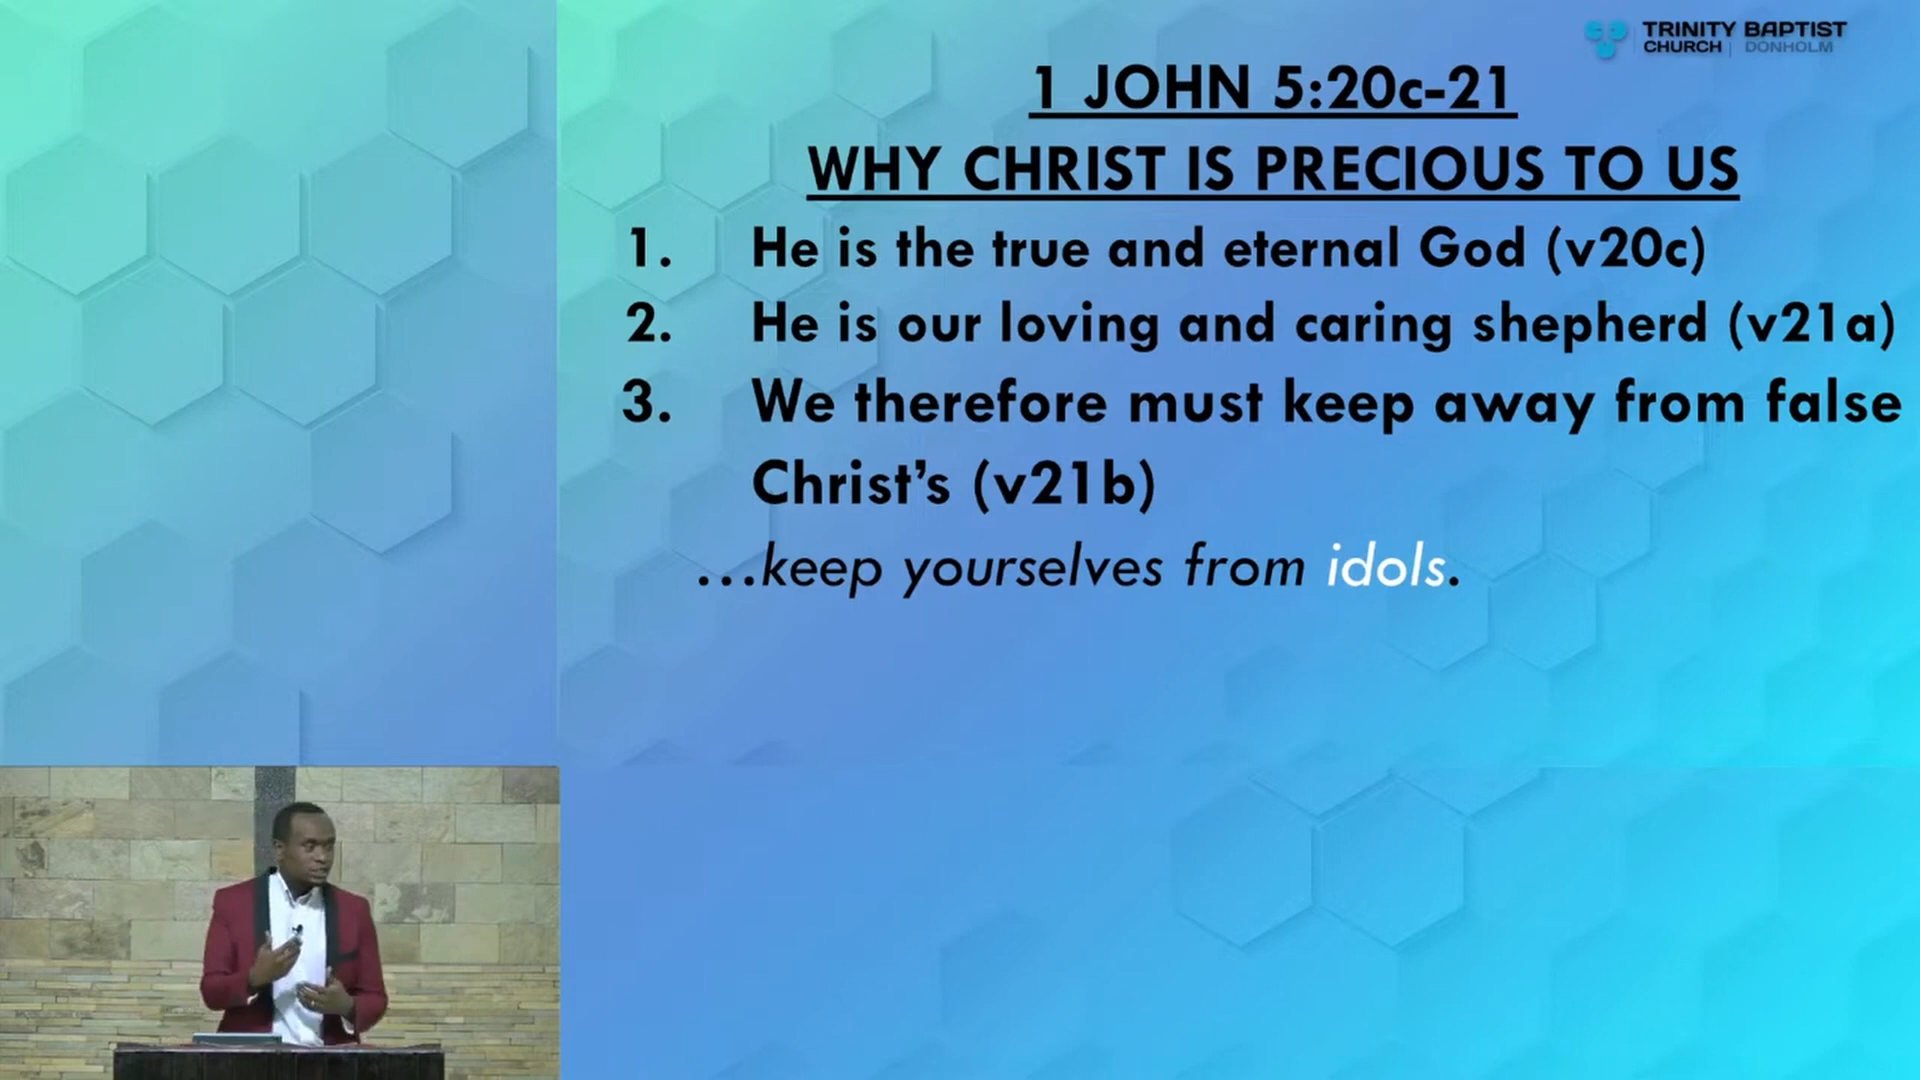 TRINITY BAPTIST
CHURCH | DONHOLM
1 JOHN 5:20c-21
WHY CHRIST IS PRECIOUS TO US
1. He is the true and eternal God (v20c)
2. He is our loving and caring shepherd (v21a)
3. We therefore must keep away from false
Christ’s (v21b)
...keep yourselves from idols.